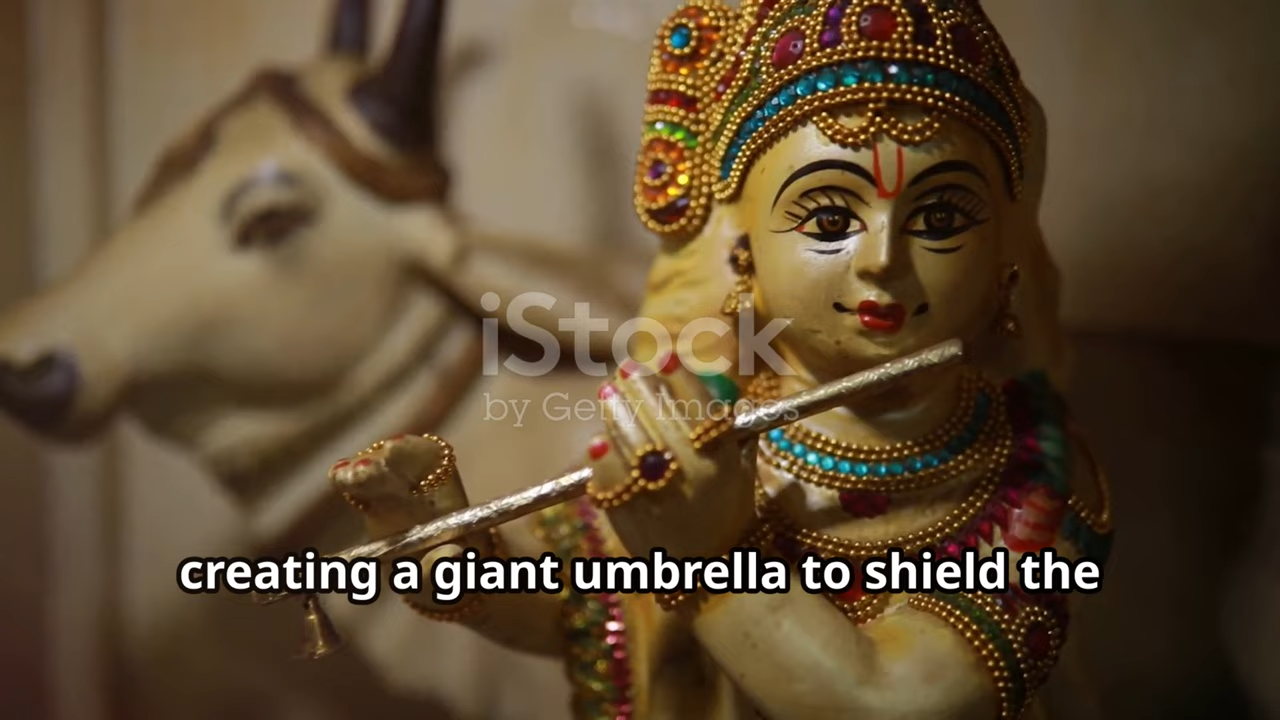 iStock
by Getty Images
creating a giant umbrella to shield the